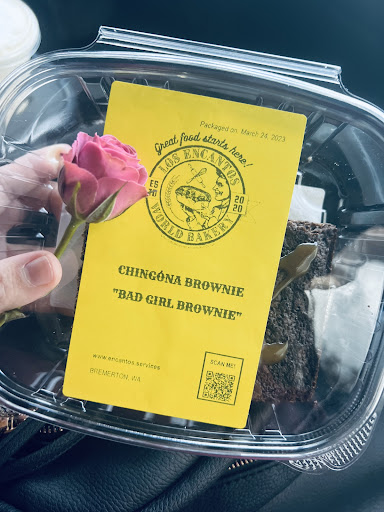 Packaged on: March 24, 2023
Great food starts here!
LOS ENCANTOS
ES 20
20 20
WORLD BAKERY
CHINGÓNA BROWNIE
"BAD GIRL BROWNIE"
www.encantos.services
BREMERTON, WA
SCAN ME!